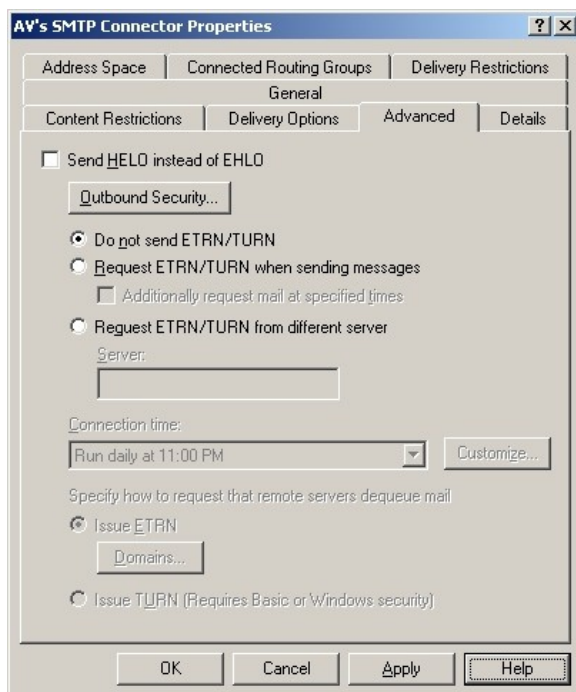 AV's SMTP Connector Properties
Address Space Connected Routing Groups Delivery Restrictions
General
Content Restrictions Delivery Options Advanced Details
Send HELO instead of EHLO
Outbound Security...
Do not send ETRN/TURN
Request ETRN/TURN when sending messages
Additionally request mail at specified times
Request ETRN/TURN from different server
Server:
Connection time:
Run daily at 11:00 PM Customize...
Specify how to request that remote servers dequeue mail
Issue ETRN
Domains...
Issue TURN (Requires Basic or Windows security)
OK Cancel Apply Help